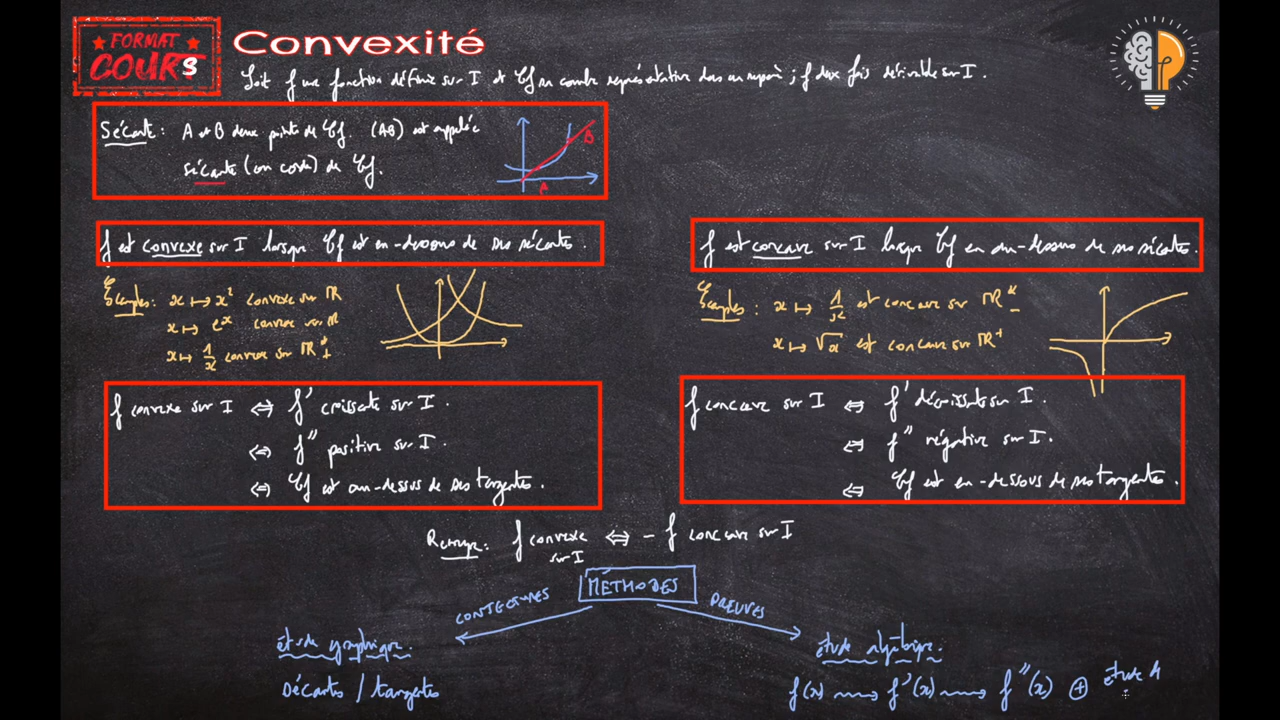 FORMAT
COURS
Convexité
Soit f une fonction définie sur I et Cf sa courbe représentative dans un repère ; f deux fois dérivable sur I.
Sécante : A et B deux points de Cf. (AB) est appelée
sécante (ou corde) de Cf.
B
A
f est convexe sur I lorsque Cf est en-dessous de ses sécantes.
f est concave sur I lorsque Cf en au-dessus de ses sécantes.
Exemples : x ↦ x² convexe sur ℝ
x ↦ eˣ convexe sur ℝ
x ↦ 1/x convexe sur ℝ*₊
Exemples : x ↦ 1/x est concave sur ℝ*₋
x ↦ √x est concave sur ℝ⁺
f convexe sur I ⇔ f' croissante sur I.
⇔ f'' positive sur I.
⇔ Cf est au-dessus de ses tangentes.
f concave sur I ⇔ f' décroissante sur I.
⇔ f'' négative sur I.
⇔ Cf est en-dessous de ses tangentes.
Remarque : f convexe sur I ⇔ -f concave sur I
MÉTHODES
CONJECTURES
PREUVES
étude graphique.
Sécantes / tangentes
étude algébrique.
f(x) ⟶ f'(x) ⟶ f''(x) ⊕ étude